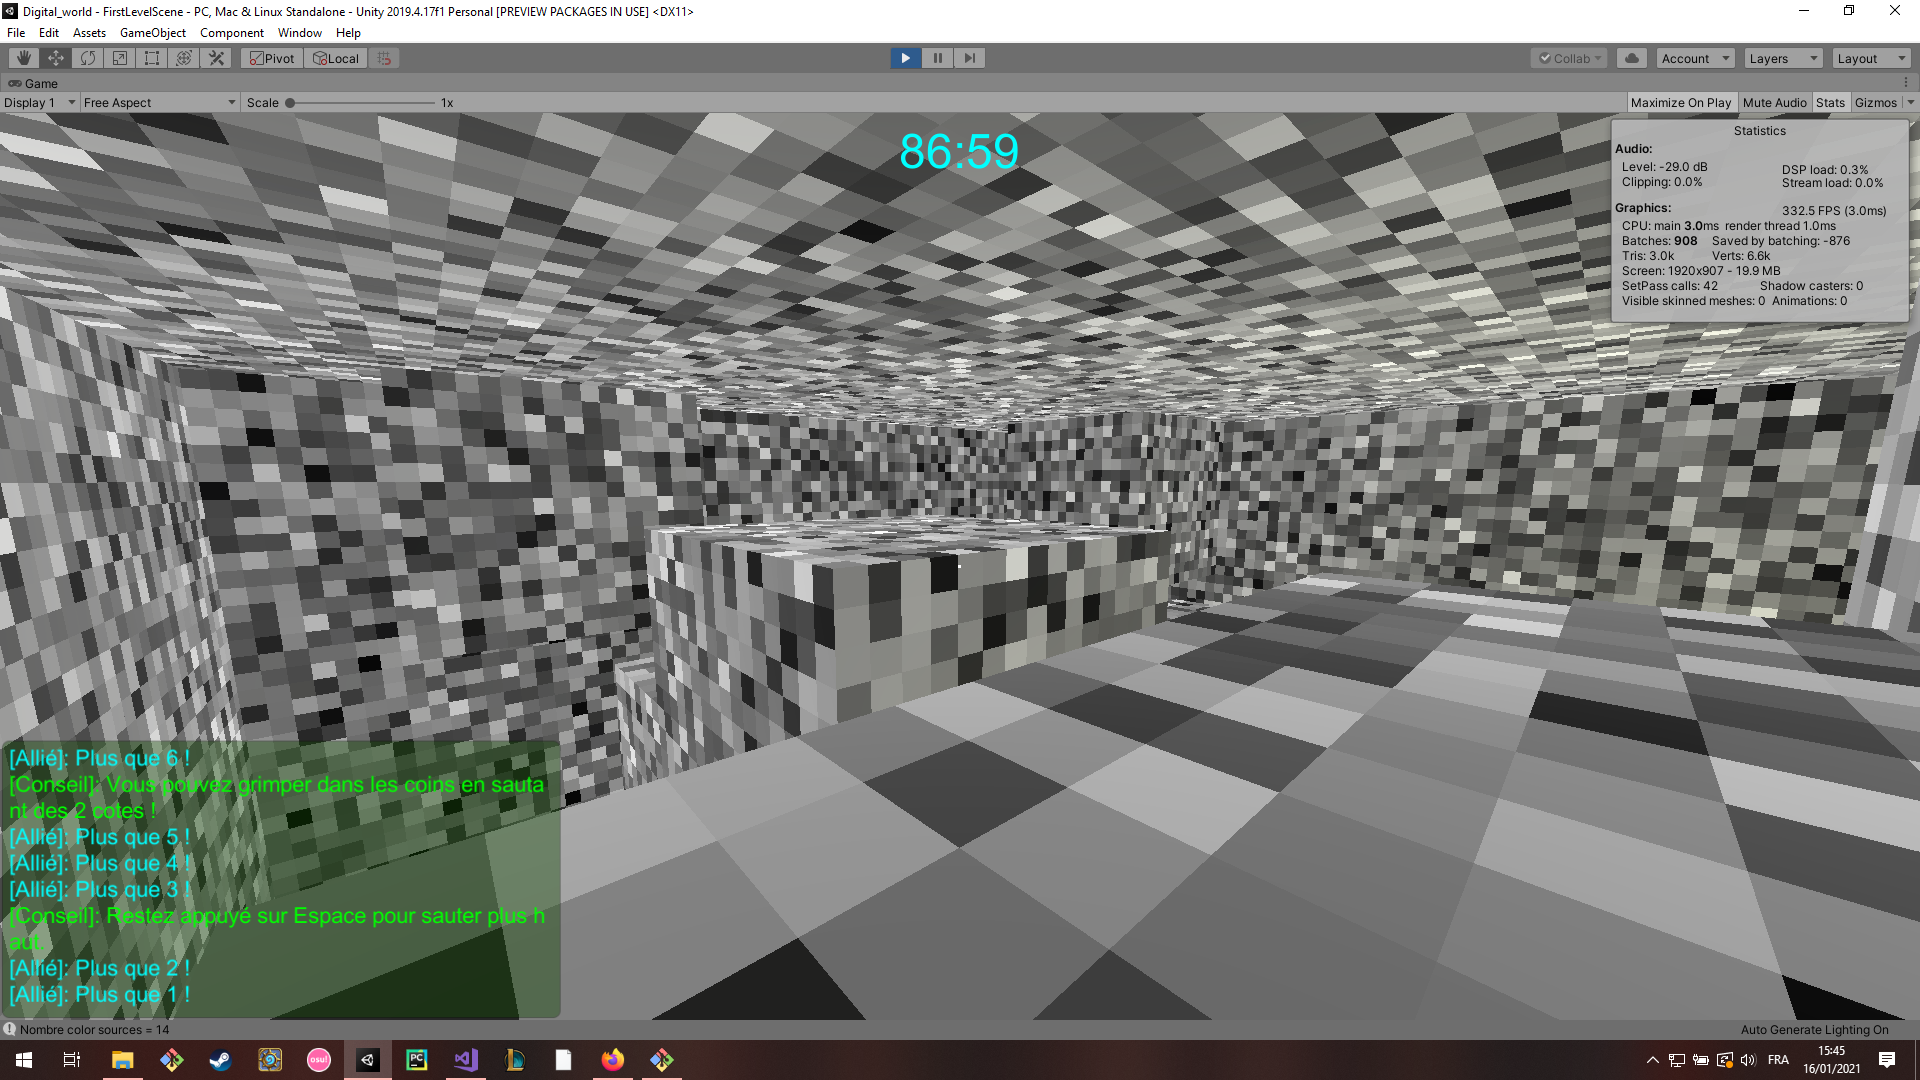 Digital_world - FirstLevelScene - PC, Mac & Linux Standalone - Unity 2019.4.17f1 Personal [PREVIEW PACKAGES IN USE] <DX11>
File Edit Assets GameObject Component Window Help
Pivot Local Collab Account Layers Layout
Game
Display 1 Free Aspect Scale 1x Maximize On Play Mute Audio Stats Gizmos
86:59
Statistics
Audio:
Level: -29.0 dB DSP load: 0.3%
Clipping: 0.0% Stream load: 0.0%
Graphics: 332.5 FPS (3.0ms)
CPU: main 3.0ms render thread 1.0ms
Batches: 908 Saved by batching: -876
Tris: 3.0k Verts: 6.6k
Screen: 1920x907 - 19.9 MB
SetPass calls: 42 Shadow casters: 0
Visible skinned meshes: 0 Animations: 0
[Allié]: Plus que 6 !
[Conseil]: Vous pouvez grimper dans les coins en sauta
nt des 2 cotes !
[Allié]: Plus que 5 !
[Allié]: Plus que 4 !
[Allié]: Plus que 3 !
[Conseil]: Restez appuyé sur Espace pour sauter plus h
aut.
[Allié]: Plus que 2 !
[Allié]: Plus que 1 !
Nombre color sources = 14 Auto Generate Lighting On
osu! PC FRA 15:45
16/01/2021